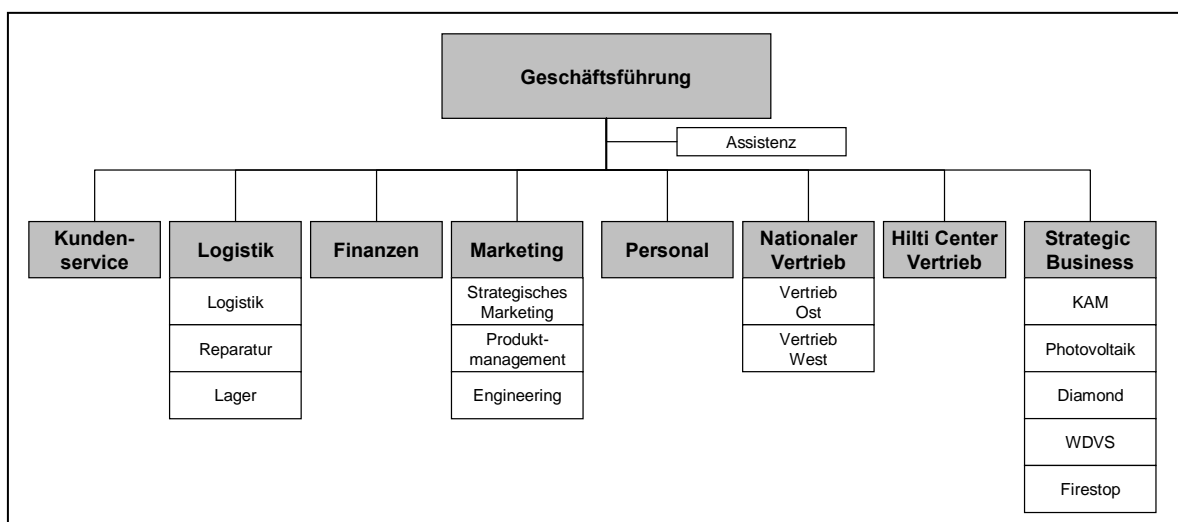 Geschäftsführung
Assistenz
Kunden-
service
Logistik
Finanzen
Marketing
Personal
Nationaler
Vertrieb
Hilti Center
Vertrieb
Strategic
Business
Logistik
Reparatur
Lager
Strategisches
Marketing
Produkt-
management
Engineering
Vertrieb
Ost
Vertrieb
West
KAM
Photovoltaik
Diamond
WDVS
Firestop